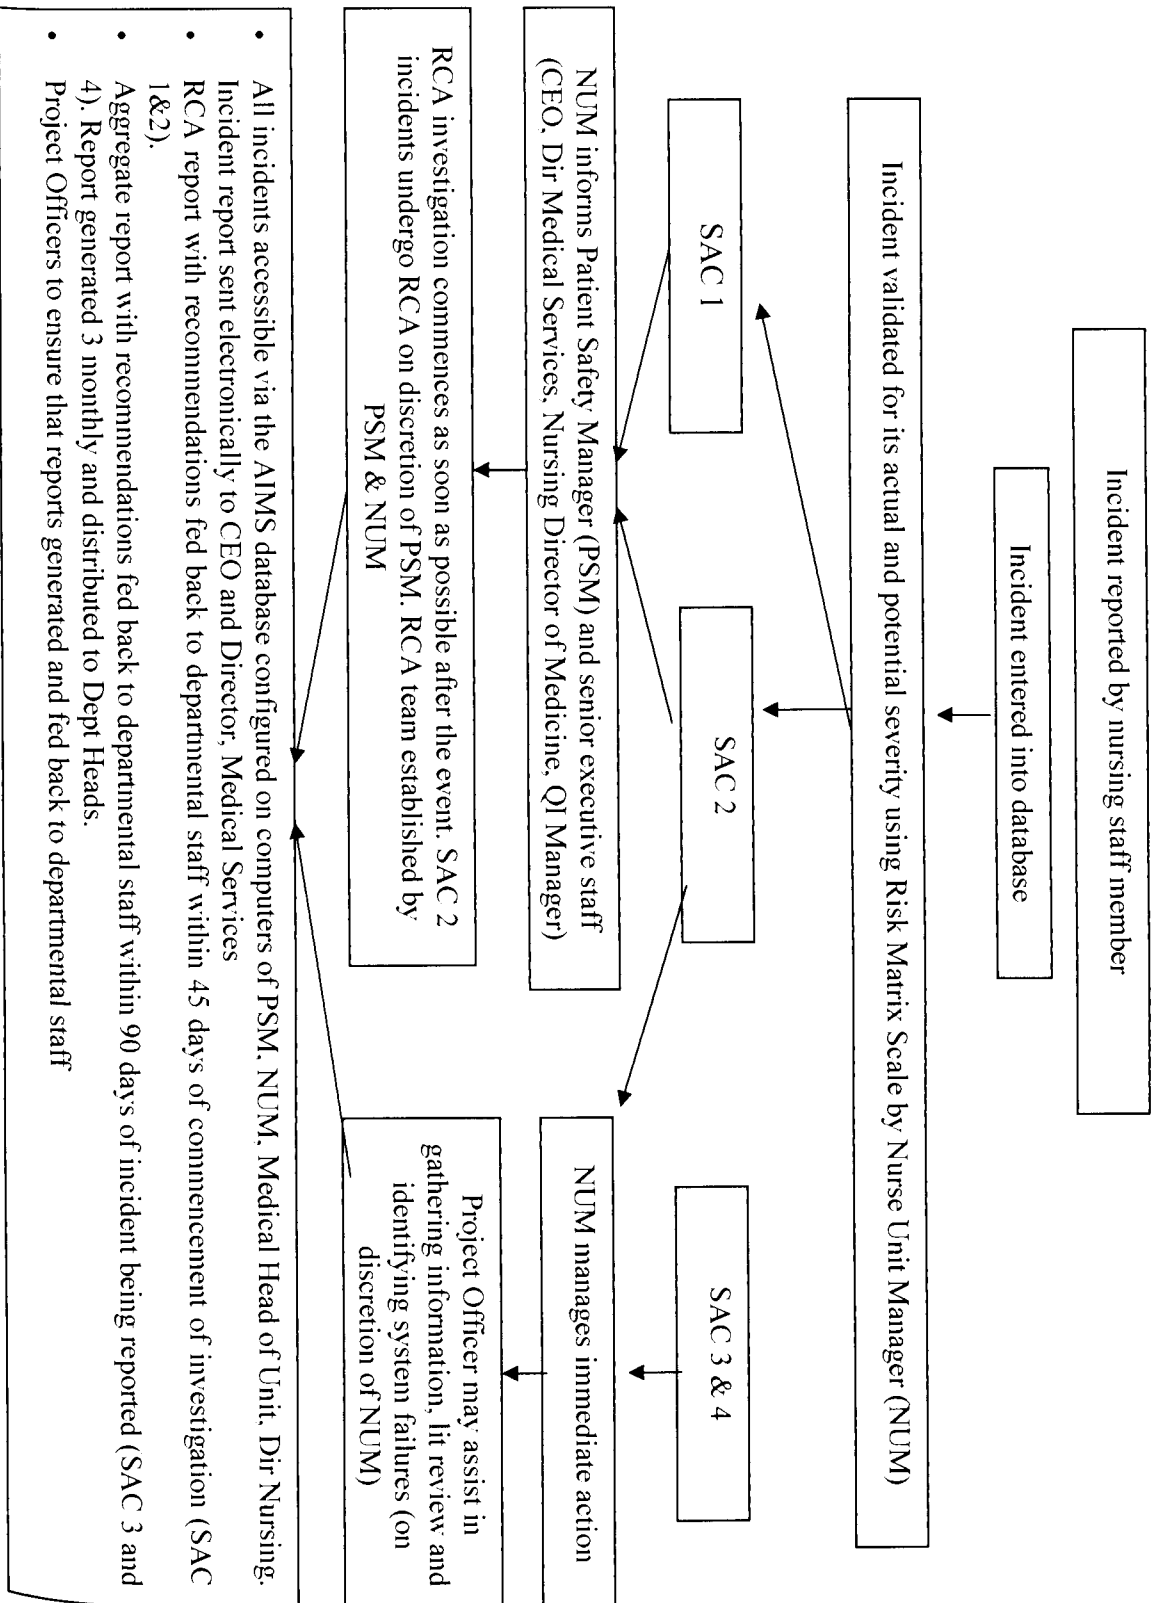 Incident reported by nursing staff member
Incident entered into database
Incident validated for its actual and potential severity using Risk Matrix Scale by Nurse Unit Manager (NUM)
SAC 1
SAC 2
SAC 3 & 4
NUM informs Patient Safety Manager (PSM) and senior executive staff
(CEO, Dir Medical Services, Nursing Director of Medicine, QI Manager)
NUM manages immediate action
RCA investigation commences as soon as possible after the event. SAC 2
incidents undergo RCA on discretion of PSM. RCA team established by
PSM & NUM
Project Officer may assist in
gathering information, lit review and
identifying system failures (on
discretion of NUM)
• All incidents accessible via the AIMS database configured on computers of PSM, NUM, Medical Head of Unit, Dir Nursing.
Incident report sent electronically to CEO and Director, Medical Services
• RCA report with recommendations fed back to departmental staff within 45 days of commencement of investigation (SAC
1&2).
• Aggregate report with recommendations fed back to departmental staff within 90 days of incident being reported (SAC 3 and
4). Report generated 3 monthly and distributed to Dept Heads.
• Project Officers to ensure that reports generated and fed back to departmental staff